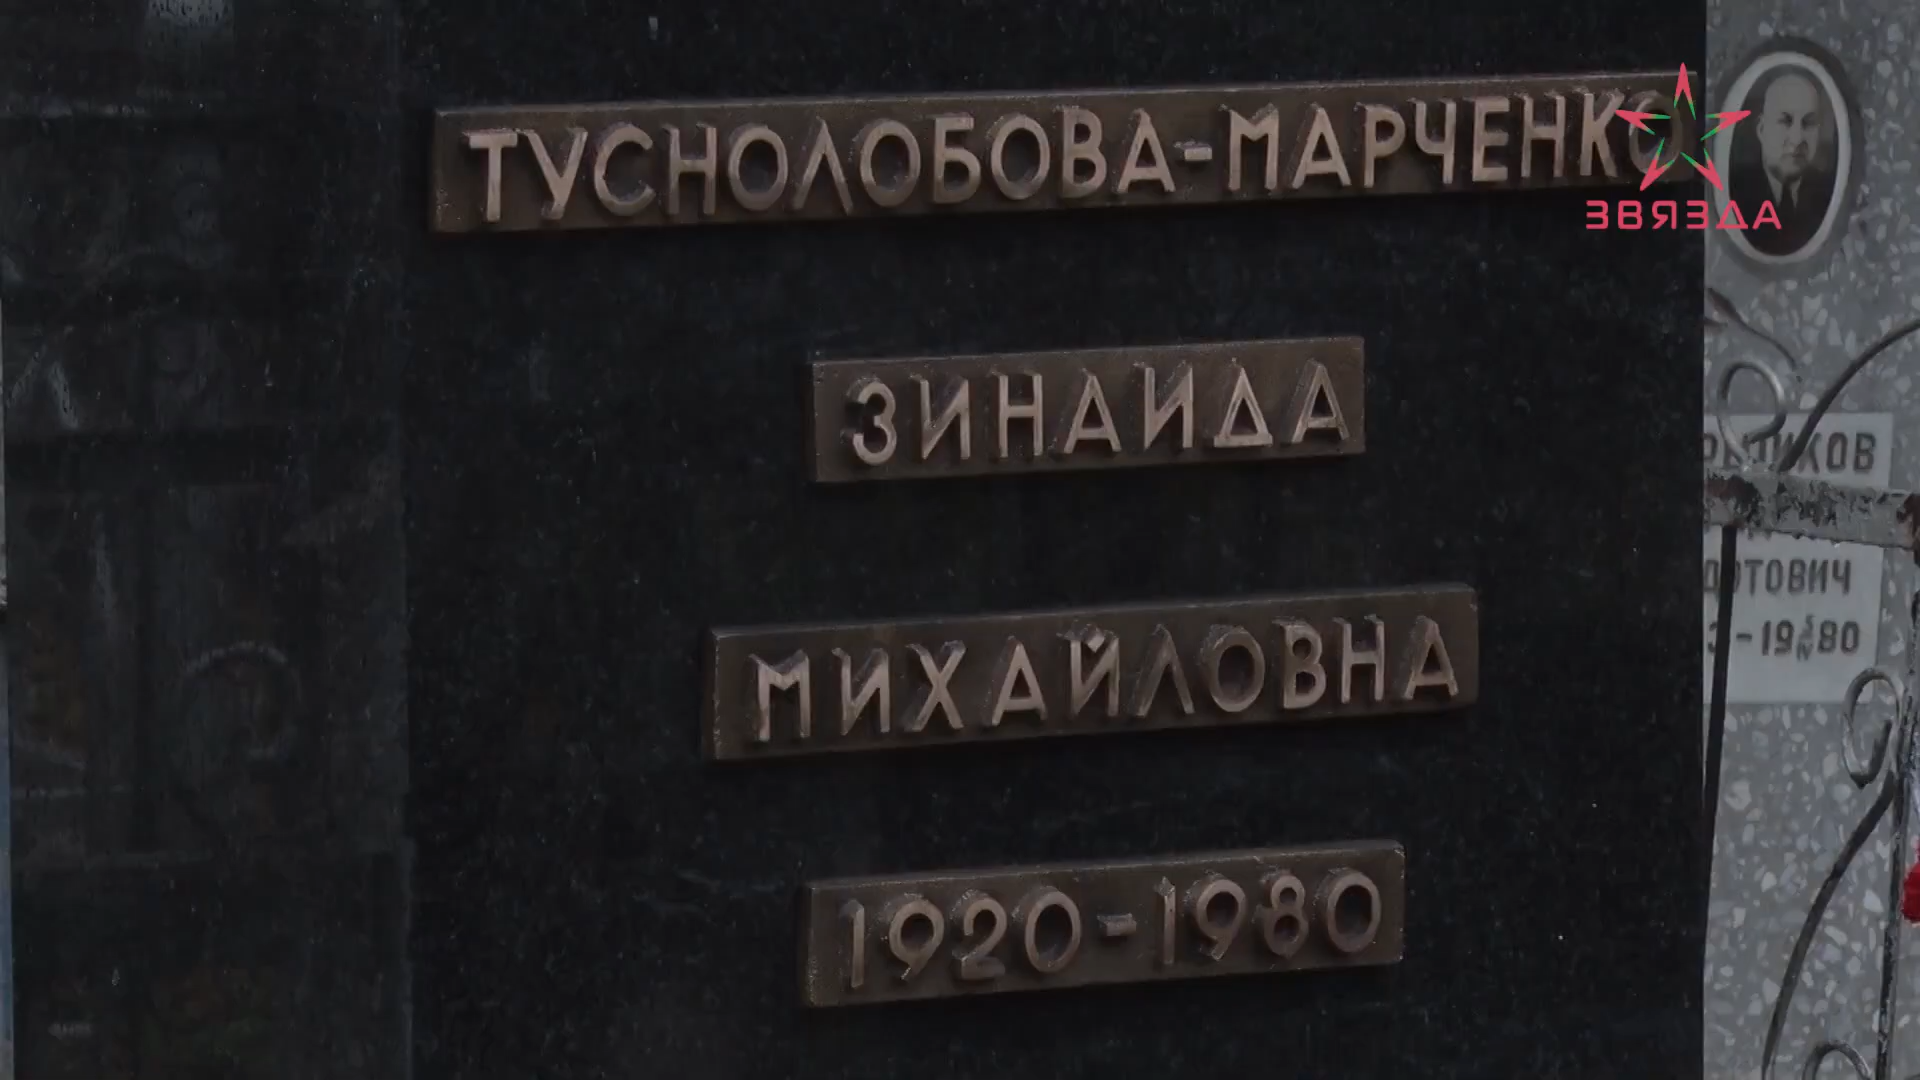 ТУСНОЛОБОВА-МАРЧЕНКО
ЗВЯЗДА
ЗИНАИДА
МИХАЙЛОВНА
1920-1980